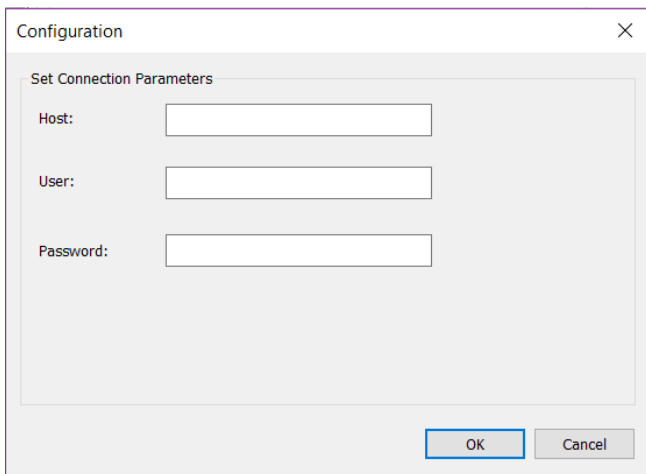 Configuration
Set Connection Parameters
Host:
User:
Password:
OK Cancel